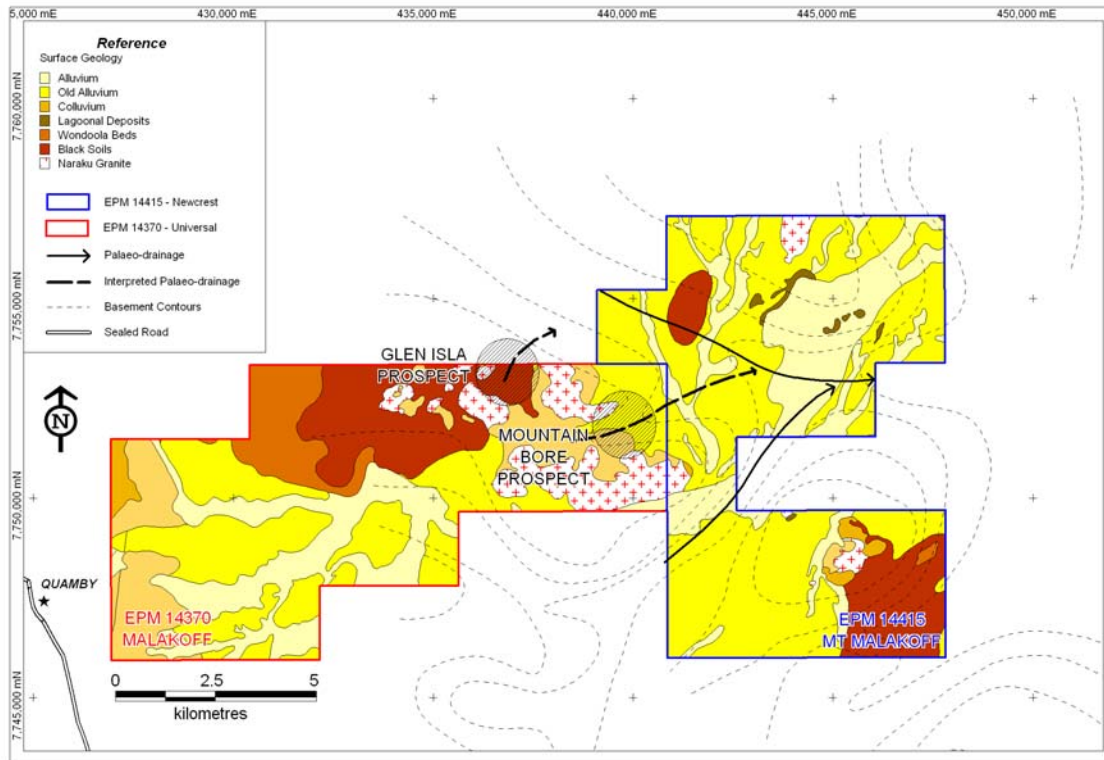 5,000 mE
430,000 mE
435,000 mE
440,000 mE
445,000 mE
450,000 mE
7,760,000 mN
7,755,000 mN
7,750,000 mN
7,745,000 mN
Reference
Surface Geology
Alluvium
Old Alluvium
Colluvium
Lagoonal Deposits
Wondoola Beds
Black Soils
Naraku Granite
EPM 14415 - Newcrest
EPM 14370 - Universal
Palaeo-drainage
Interpreted Palaeo-drainage
Basement Contours
Sealed Road
N
GLEN ISLA
PROSPECT
MOUNTAIN
BORE
PROSPECT
QUAMBY
EPM 14370
MALAKOFF
EPM 14415
MT MALAKOFF
0 2.5 5
kilometres